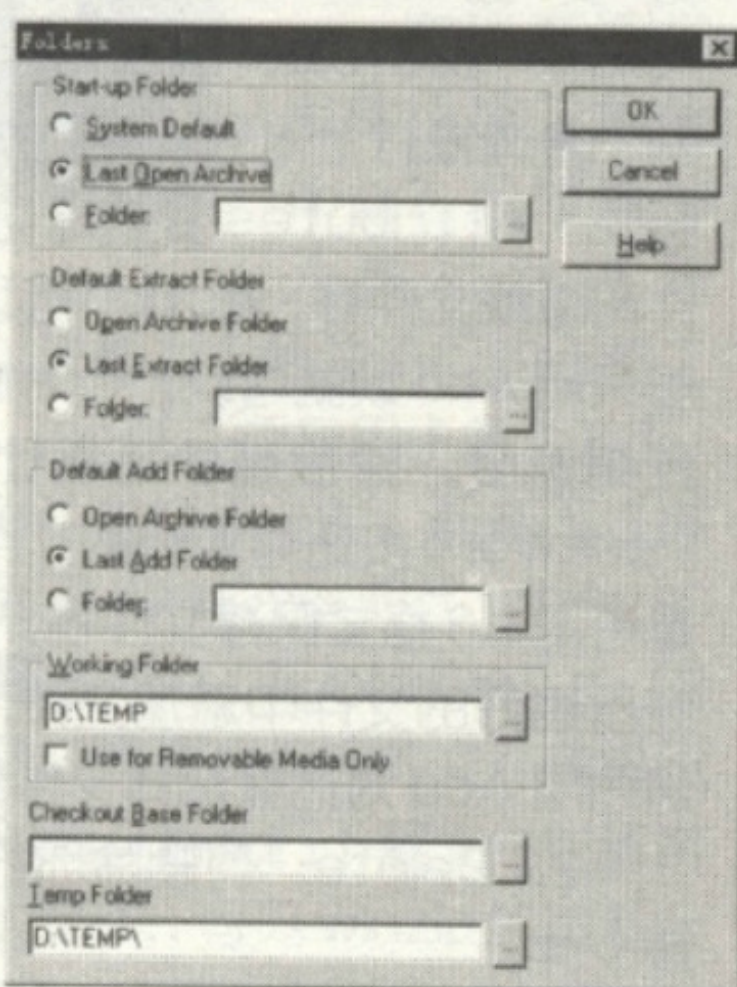 Folders
Start-up Folder
System Default
Last Open Archive
Folder:
...
OK
Cancel
Help
Default Extract Folder
Open Archive Folder
Last Extract Folder
Folder:
...
Default Add Folder
Open Archive Folder
Last Add Folder
Folder:
...
Working Folder
D:\TEMP
...
Use for Removable Media Only
Checkout Base Folder
...
Temp Folder
D:\TEMP\
...